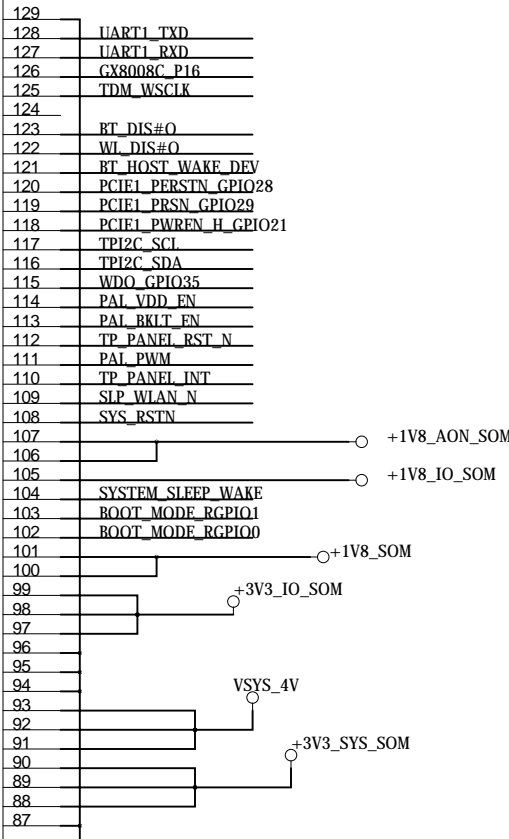 129
128 UART1_TXD
127 UART1_RXD
126 GX8008C_P16
125 TDM_WSCLK
124
123 BT_DIS#O
122 WL_DIS#O
121 BT_HOST_WAKE_DEV
120 PCIE1_PERSTN_GPIO28
119 PCIE1_PRSN_GPIO29
118 PCIE1_PWREN_H_GPIO21
117 TPI2C_SCL
116 TPI2C_SDA
115 WDO_GPIO35
114 PAL_VDD_EN
113 PAL_BKLT_EN
112 TP_PANEL_RST_N
111 PAL_PWM
110 TP_PANEL_INT
109 SLP_WLAN_N
108 SYS_RSTN
107 +1V8_AON_SOM
106
105 +1V8_IO_SOM
104 SYSTEM_SLEEP_WAKE
103 BOOT_MODE_RGPIO1
102 BOOT_MODE_RGPIO0
101 +1V8_SOM
100
99 +3V3_IO_SOM
98
97
96
95
94 VSYS_4V
93
92
91 +3V3_SYS_SOM
90
89
88
87